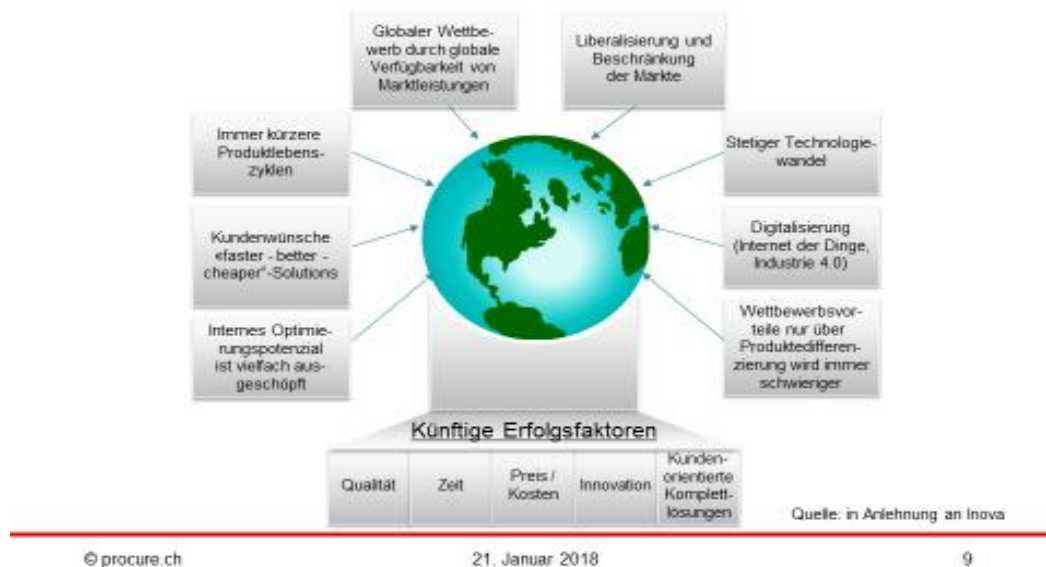 Globaler Wettbe-
werb durch globale
Verfügbarkeit von
Marktleistungen
Liberalisierung und
Beschränkung
der Märkte
Immer kürzere
Produktlebens-
zyklen
Stetiger Technologie-
wandel
Kundenwünsche
«faster - better -
cheaper"-Solutions
Digitalisierung
(Internet der Dinge,
Industrie 4.0)
Internes Optimie-
rungspotenzial
ist vielfach aus-
geschöpft
Wettbewerbsvor-
teile nur über
Produktedifferen-
zierung wird immer
schwieriger
Künftige Erfolgsfaktoren
Qualität
Zeit
Preis /
Kosten
Innovation
Kunden-
orientierte
Komplett-
lösungen
Quelle: in Anlehnung an Inova
© procure.ch
21. Januar 2018
9